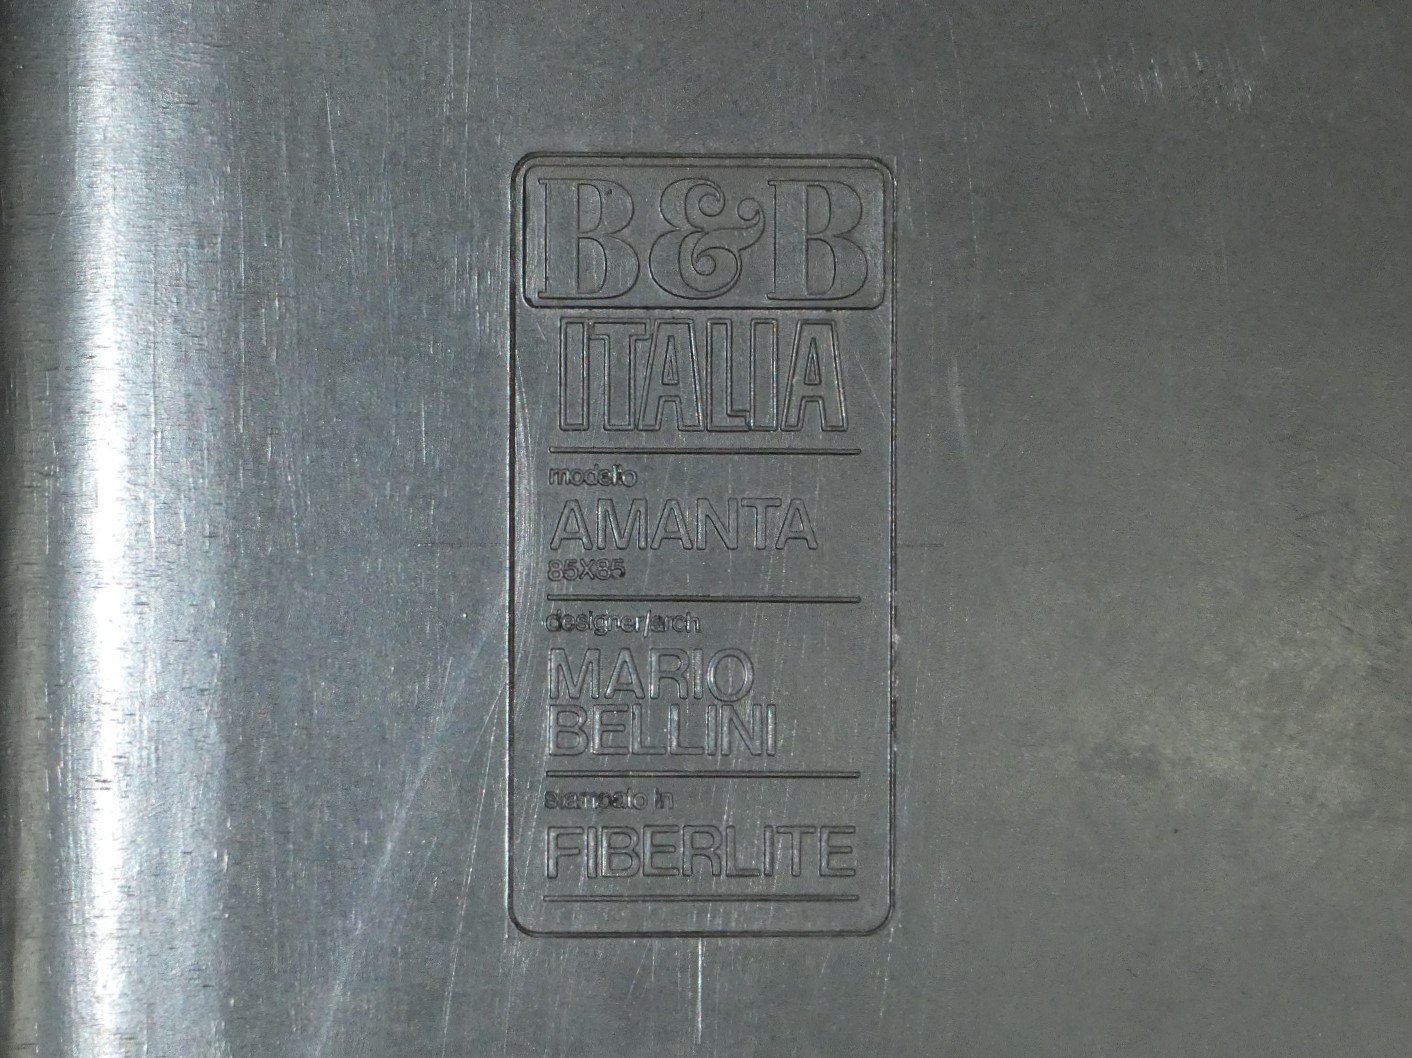 B&B
ITALIA
modello
AMANTA
85X85
designer/arch
MARIO
BELLINI
stampato in
FIBERLITE